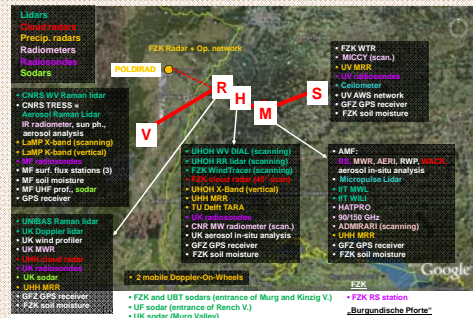 Lidars
Cloud radars
Precip. radars
Radiometers
Radiosondes
Sodars
FZK Radar + Op. network
POLDIRAD
R
H
M
S
V
• FZK WTR
• MICCY (scan.)
• UV MRR
• UV radiosondes
• Ceilometer
• UV AWS network
• GFZ GPS receiver
• FZK soil moisture
• CNRS WV Raman lidar
• CNRS TRESS =
Aerosol Raman Lidar
IR radiometer, sun ph.,
aerosol analysis
• LaMP X-band (scanning)
• LaMP K-band (vertical)
• MF radiosondes
• MF surf. flux stations (3)
• MF soil moisture
• MF UHF prof., sodar
• GPS receiver
• UHOH WV DIAL (scanning)
• UHOH RR lidar (scanning)
• FZK WindTracer (scanning)
• FZK cloud radar (45° scan)
• UHOH X-Band (vertical)
• UHH MRR
• TU Delft TARA
• UK radiosondes
• CNR MW radiometer (scan.)
• UK aerosol in-situ analysis
• GFZ GPS receiver
• FZK soil moisture
• AMF:
RS, MWR, AERI, RWP, WACR,
aerosol in-situ analysis
• Micropulse Lidar
• IfT MWL
• IfT WILI
• HATPRO
• 90/150 GHz
• ADMIRARI (scanning)
• UHH MRR
• GFZ GPS receiver
• FZK soil moisture
• UNIBAS Raman lidar
• UK Doppler lidar
• UK wind profiler
• UK MWR
• UHH cloud radar
• UK radiosondes
• UK sodar
• UHH MRR
• GFZ GPS receiver
• FZK soil moisture
• 2 mobile Doppler-On-Wheels
Google
• FZK and UBT sodars (entrance of Murg and Kinzig V.)
• UF sodar (entrance of Rench V.)
• UK sodar (Murg Valley)
FZK
• FZK RS station
„Burgundische Pforte"